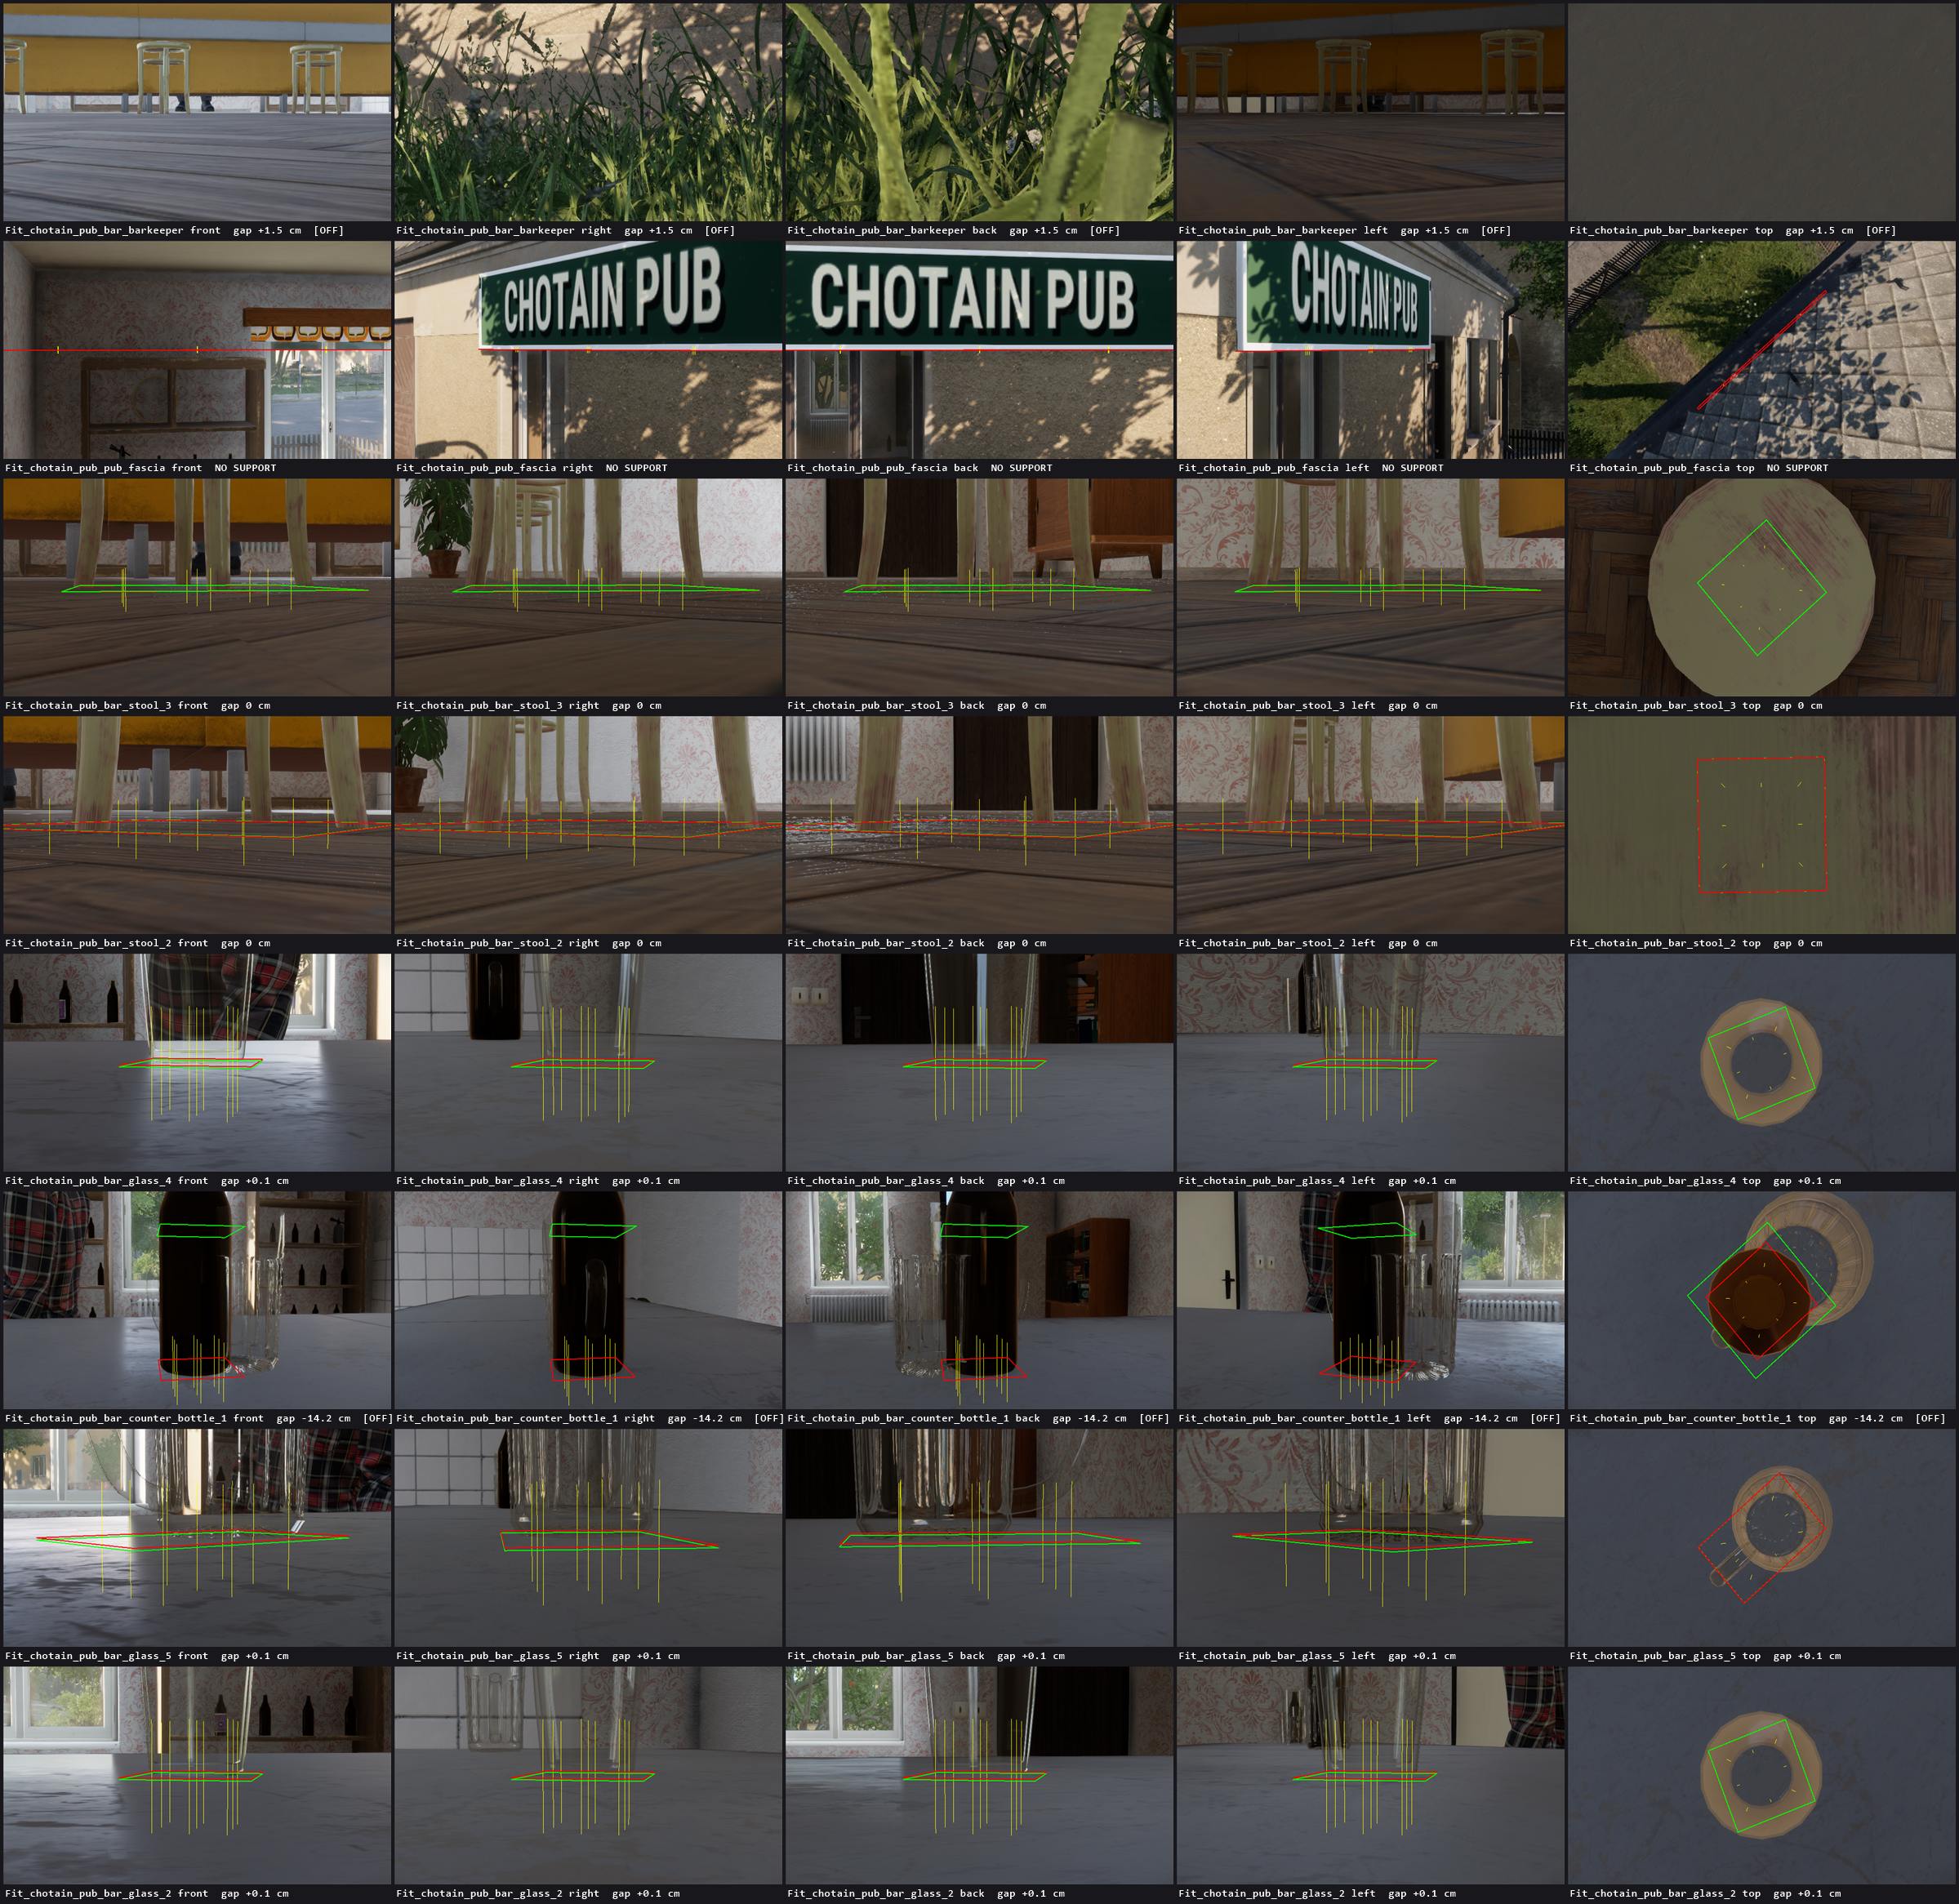 Fit_chotain_pub_bar_barkeeper front gap +1.5 cm [OFF]
Fit_chotain_pub_bar_barkeeper right gap +1.5 cm [OFF]
Fit_chotain_pub_bar_barkeeper back gap +1.5 cm [OFF]
Fit_chotain_pub_bar_barkeeper left gap +1.5 cm [OFF]
Fit_chotain_pub_bar_barkeeper top gap +1.5 cm [OFF]
CHOTAIN PUB
CHOTAIN PUB
CHOTAIN PUB
Fit_chotain_pub_pub_fascia front NO SUPPORT
Fit_chotain_pub_pub_fascia right NO SUPPORT
Fit_chotain_pub_pub_fascia back NO SUPPORT
Fit_chotain_pub_pub_fascia left NO SUPPORT
Fit_chotain_pub_pub_fascia top NO SUPPORT
Fit_chotain_pub_bar_stool_3 front gap 0 cm
Fit_chotain_pub_bar_stool_3 right gap 0 cm
Fit_chotain_pub_bar_stool_3 back gap 0 cm
Fit_chotain_pub_bar_stool_3 left gap 0 cm
Fit_chotain_pub_bar_stool_3 top gap 0 cm
Fit_chotain_pub_bar_stool_2 front gap 0 cm
Fit_chotain_pub_bar_stool_2 right gap 0 cm
Fit_chotain_pub_bar_stool_2 back gap 0 cm
Fit_chotain_pub_bar_stool_2 left gap 0 cm
Fit_chotain_pub_bar_stool_2 top gap 0 cm
Fit_chotain_pub_bar_glass_4 front gap +0.1 cm
Fit_chotain_pub_bar_glass_4 right gap +0.1 cm
Fit_chotain_pub_bar_glass_4 back gap +0.1 cm
Fit_chotain_pub_bar_glass_4 left gap +0.1 cm
Fit_chotain_pub_bar_glass_4 top gap +0.1 cm
Fit_chotain_pub_bar_counter_bottle_1 front gap -14.2 cm [OFF]
Fit_chotain_pub_bar_counter_bottle_1 right gap -14.2 cm [OFF]
Fit_chotain_pub_bar_counter_bottle_1 back gap -14.2 cm [OFF]
Fit_chotain_pub_bar_counter_bottle_1 left gap -14.2 cm [OFF]
Fit_chotain_pub_bar_counter_bottle_1 top gap -14.2 cm [OFF]
Fit_chotain_pub_bar_glass_5 front gap +0.1 cm
Fit_chotain_pub_bar_glass_5 right gap +0.1 cm
Fit_chotain_pub_bar_glass_5 back gap +0.1 cm
Fit_chotain_pub_bar_glass_5 left gap +0.1 cm
Fit_chotain_pub_bar_glass_5 top gap +0.1 cm
Fit_chotain_pub_bar_glass_2 front gap +0.1 cm
Fit_chotain_pub_bar_glass_2 right gap +0.1 cm
Fit_chotain_pub_bar_glass_2 back gap +0.1 cm
Fit_chotain_pub_bar_glass_2 left gap +0.1 cm
Fit_chotain_pub_bar_glass_2 top gap +0.1 cm